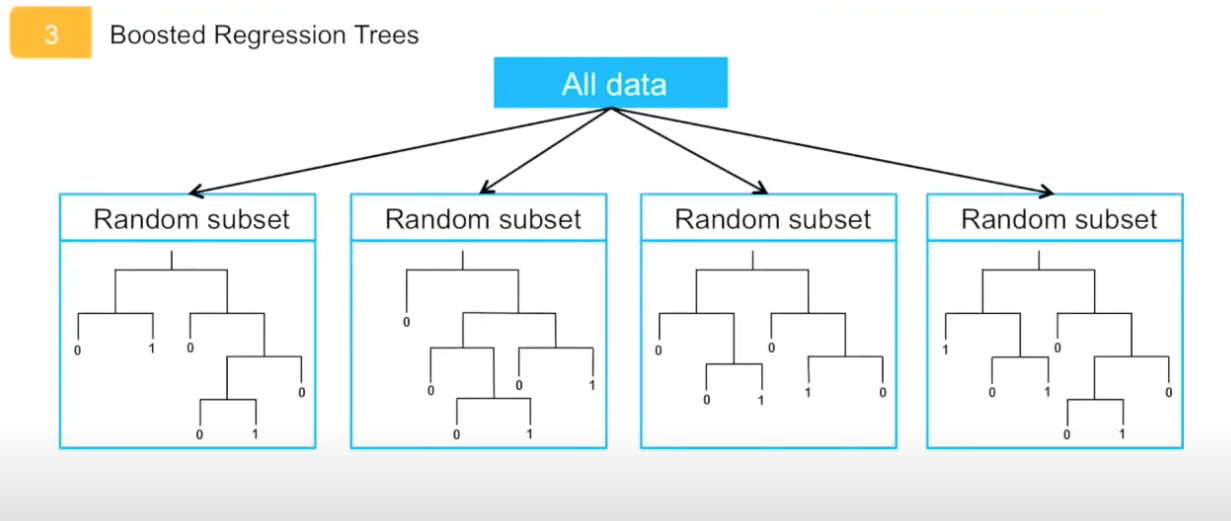 3 Boosted Regression Trees
All data
Random subset Random subset Random subset Random subset
0 1 0 0 0 1
0 0 0 1 0 1
0 0 0 1 1 0
1 0 0 1 0 0 1